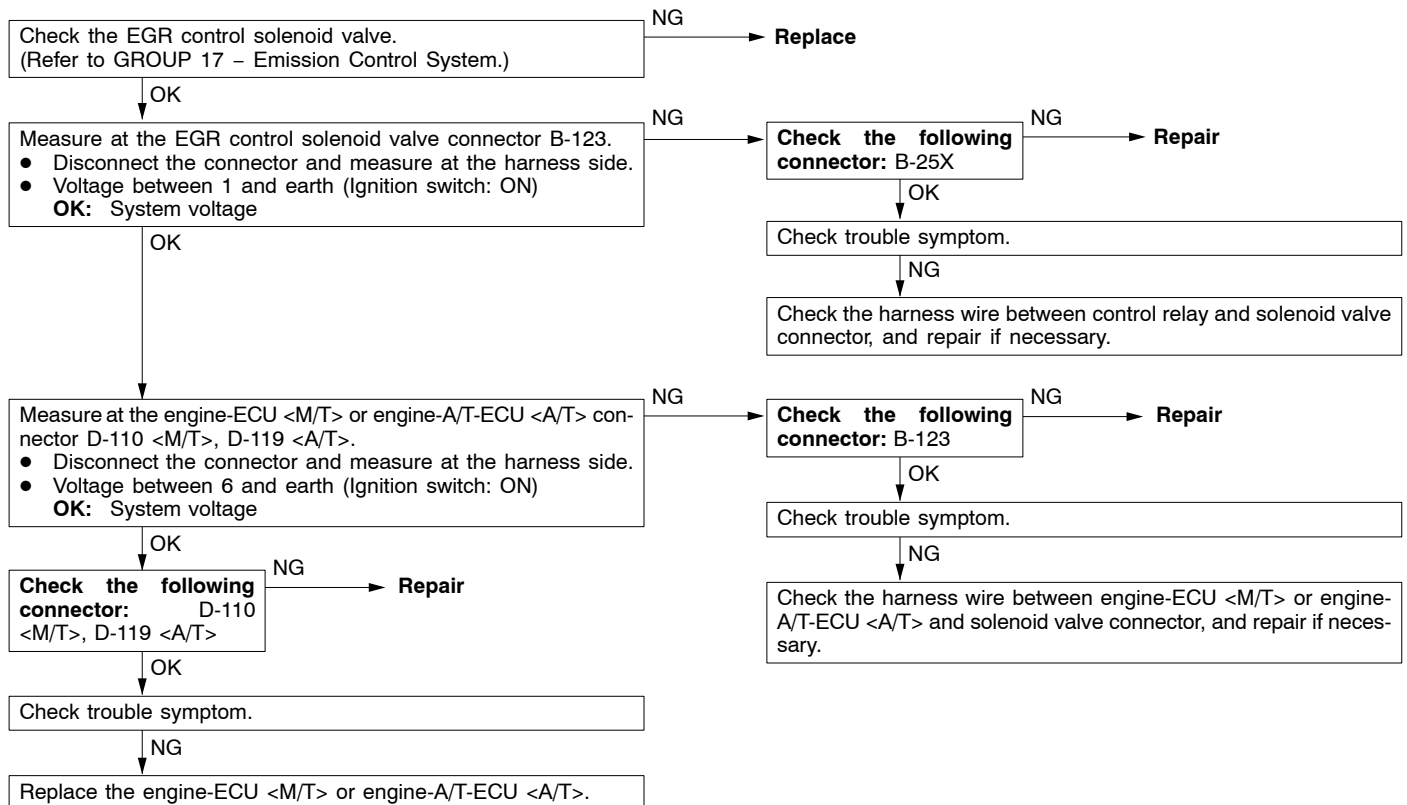 Check the EGR control solenoid valve.
(Refer to GROUP 17 – Emission Control System.)
NG
Replace
OK
Measure at the EGR control solenoid valve connector B-123.
● Disconnect the connector and measure at the harness side.
● Voltage between 1 and earth (Ignition switch: ON)
OK: System voltage
NG
Check the following
connector: B-25X
NG
Repair
OK
Check trouble symptom.
NG
Check the harness wire between control relay and solenoid valve
connector, and repair if necessary.
OK
Measure at the engine-ECU <M/T> or engine-A/T-ECU <A/T> con-
nector D-110 <M/T>, D-119 <A/T>.
● Disconnect the connector and measure at the harness side.
● Voltage between 6 and earth (Ignition switch: ON)
OK: System voltage
NG
Check the following
connector: B-123
NG
Repair
OK
Check trouble symptom.
NG
Check the harness wire between engine-ECU <M/T> or engine-
A/T-ECU <A/T> and solenoid valve connector, and repair if neces-
sary.
OK
Check the following
connector: D-110
<M/T>, D-119 <A/T>
NG
Repair
OK
Check trouble symptom.
NG
Replace the engine-ECU <M/T> or engine-A/T-ECU <A/T>.